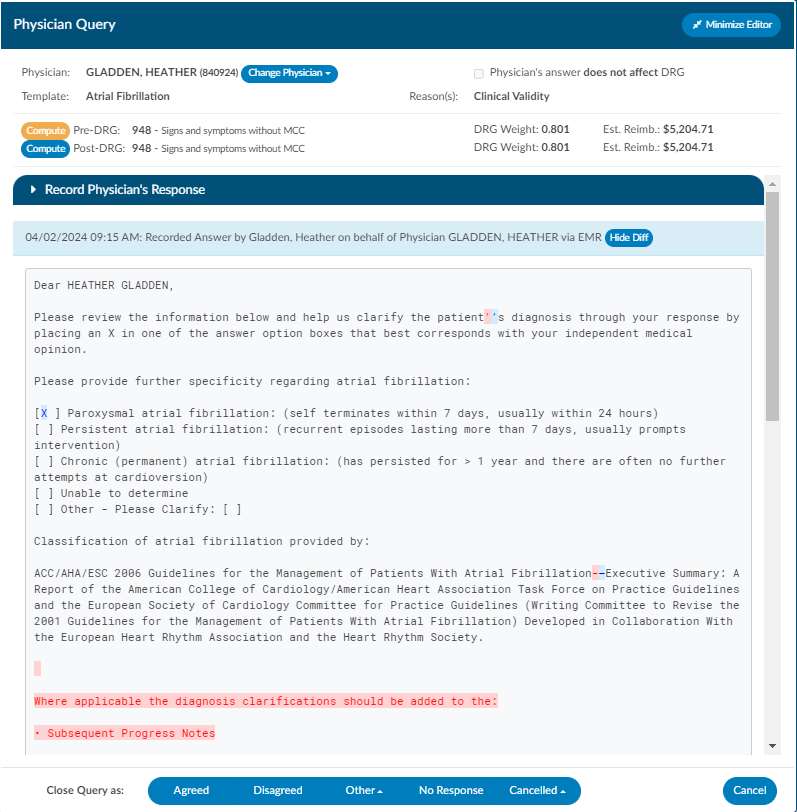 Physician Query
Minimize Editor
Physician: GLADDEN, HEATHER (840924) Change Physician
Physician's answer does not affect DRG
Template: Atrial Fibrillation
Reason(s): Clinical Validity
Compute Pre-DRG: 948 - Signs and symptoms without MCC
DRG Weight: 0.801 Est. Reimb.: $5,204.71
Compute Post-DRG: 948 - Signs and symptoms without MCC
DRG Weight: 0.801 Est. Reimb.: $5,204.71
Record Physician's Response
04/02/2024 09:15 AM: Recorded Answer by Gladden, Heather on behalf of Physician GLADDEN, HEATHER via EMR Hide Diff
Dear HEATHER GLADDEN,
Please review the information below and help us clarify the patient'’s diagnosis through your response by
placing an X in one of the answer option boxes that best corresponds with your independent medical
opinion.
Please provide further specificity regarding atrial fibrillation:
[X ] Paroxysmal atrial fibrillation: (self terminates within 7 days, usually within 24 hours)
[ ] Persistent atrial fibrillation: (recurrent episodes lasting more than 7 days, usually prompts
intervention)
[ ] Chronic (permanent) atrial fibrillation: (has persisted for > 1 year and there are often no further
attempts at cardioversion)
[ ] Unable to determine
[ ] Other - Please Clarify: [ ]
Classification of atrial fibrillation provided by:
ACC/AHA/ESC 2006 Guidelines for the Management of Patients With Atrial Fibrillation-–Executive Summary: A
Report of the American College of Cardiology/American Heart Association Task Force on Practice Guidelines
and the European Society of Cardiology Committee for Practice Guidelines (Writing Committee to Revise the
2001 Guidelines for the Management of Patients With Atrial Fibrillation) Developed in Collaboration With
the European Heart Rhythm Association and the Heart Rhythm Society.
Where applicable the diagnosis clarifications should be added to the:
• Subsequent Progress Notes
Close Query as: Agreed Disagreed Other No Response Cancelled Cancel